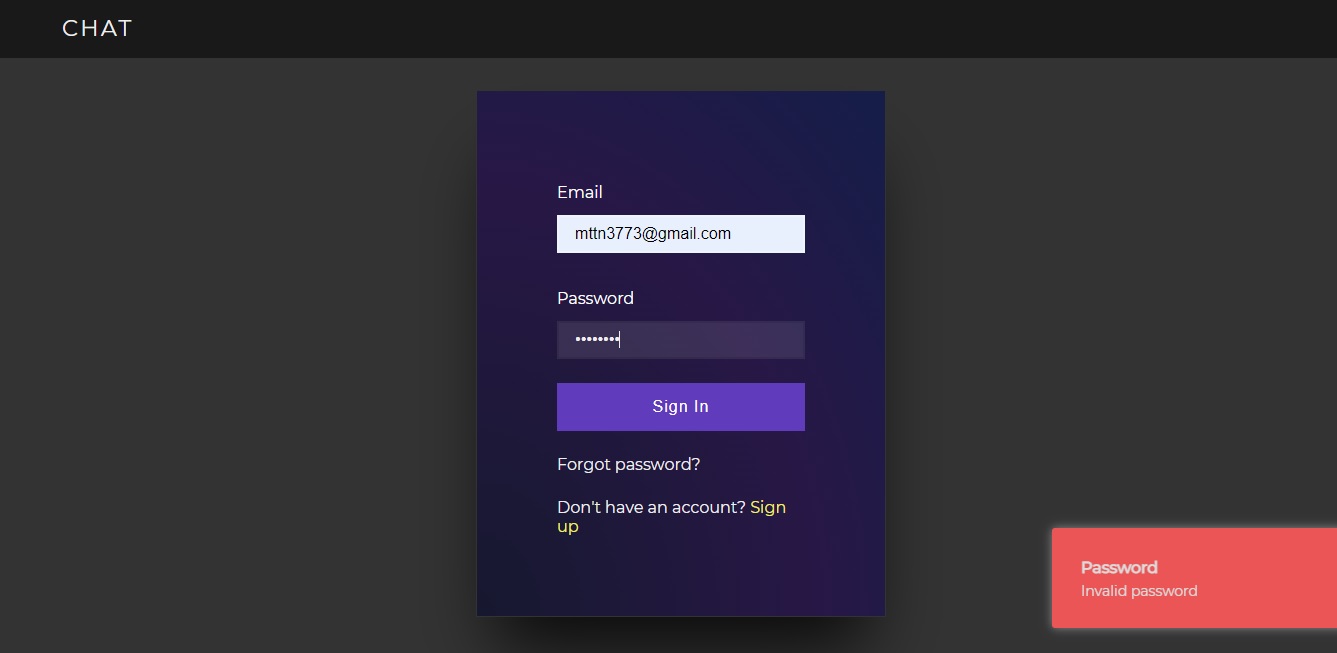 CHAT
Email
mttn3773@gmail.com
Password
••••••••
Sign In
Forgot password?
Don't have an account? Sign
up
Password
Invalid password